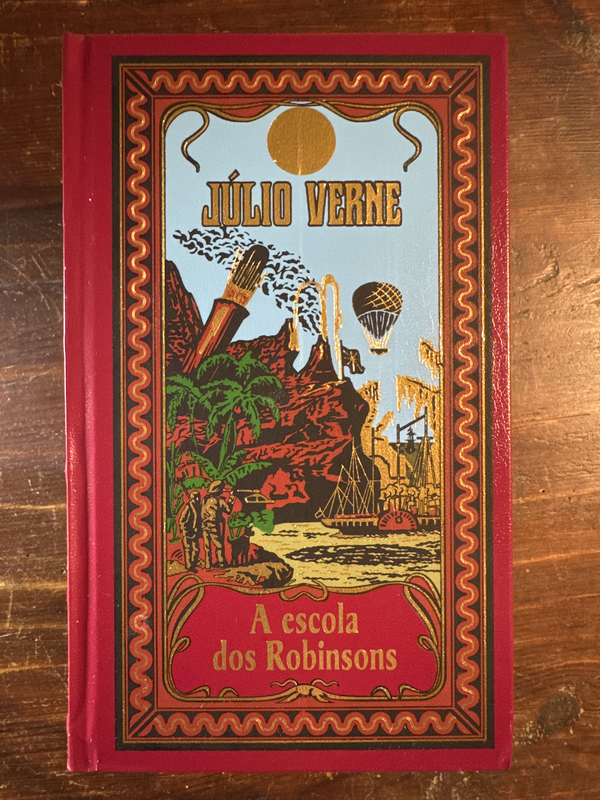 JÚLIO VERNE
A escola
dos Robinsons